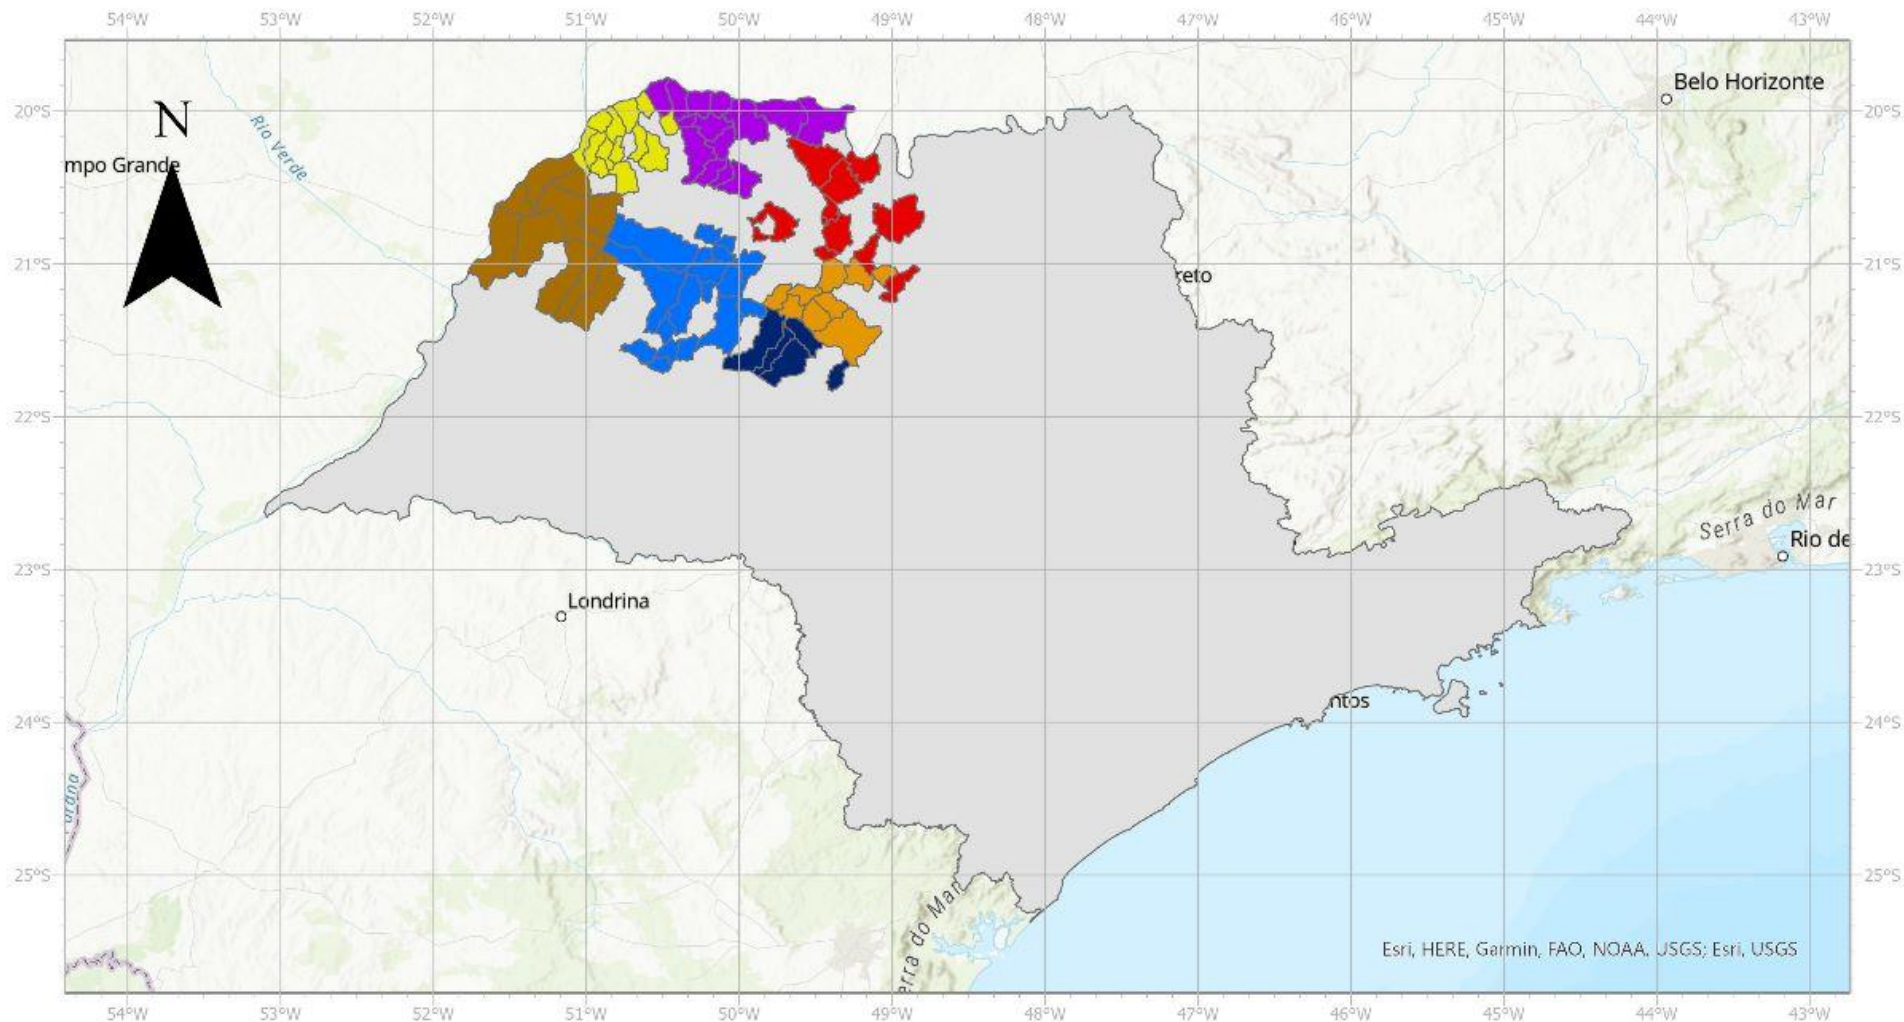 54°W 53°W 52°W 51°W 50°W 49°W 48°W 47°W 46°W 45°W 44°W 43°W
Belo Horizonte
20°S 20°S
N
Rio Verde
mpo Grande
21°S 21°S
reto
22°S 22°S
Serra do Mar
Rio de
23°S 23°S
Londrina
ntos
24°S 24°S
araná
25°S 25°S
erra do Mar
Esri, HERE, Garmin, FAO, NOAA, USGS; Esri, USGS
54°W 53°W 52°W 51°W 50°W 49°W 48°W 47°W 46°W 45°W 44°W 43°W